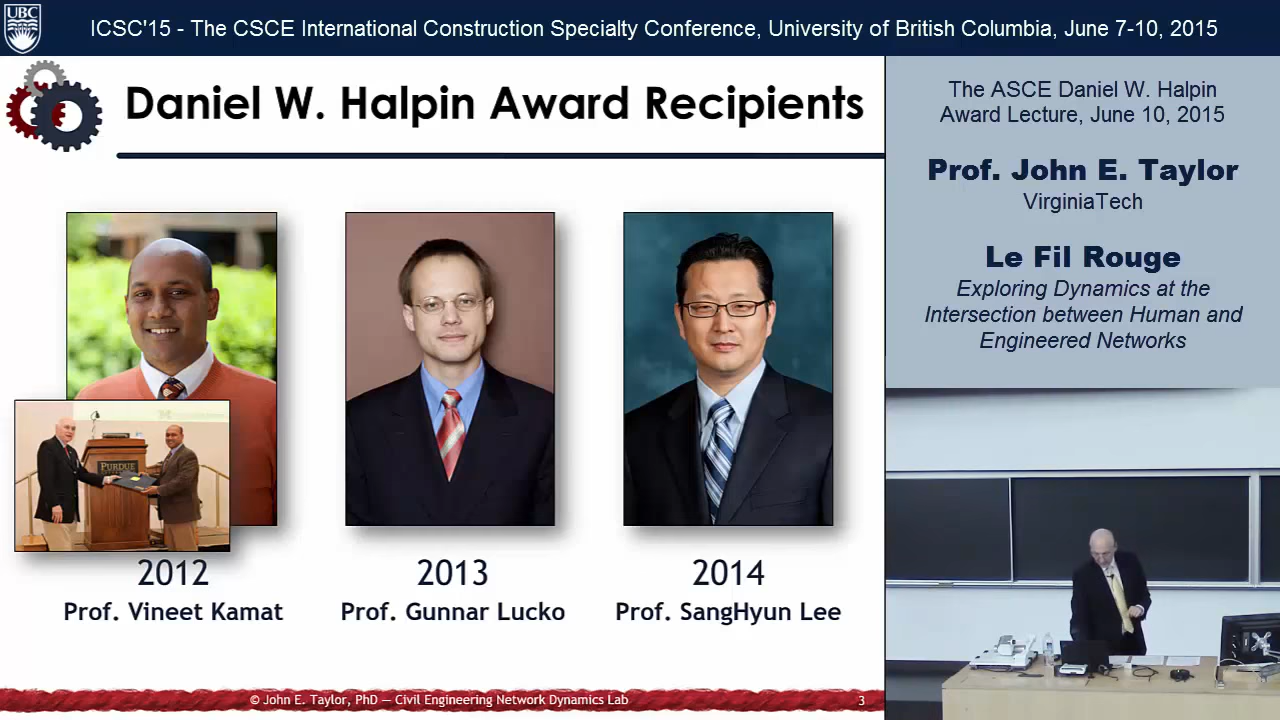 UBC
ICSC'15 - The CSCE International Construction Specialty Conference, University of British Columbia, June 7-10, 2015
Daniel W. Halpin Award Recipients
PURDUE
2012
Prof. Vineet Kamat
2013
Prof. Gunnar Lucko
2014
Prof. SangHyun Lee
© John E. Taylor, PhD — Civil Engineering Network Dynamics Lab
3
The ASCE Daniel W. Halpin
Award Lecture, June 10, 2015
Prof. John E. Taylor
VirginiaTech
Le Fil Rouge
Exploring Dynamics at the
Intersection between Human and
Engineered Networks